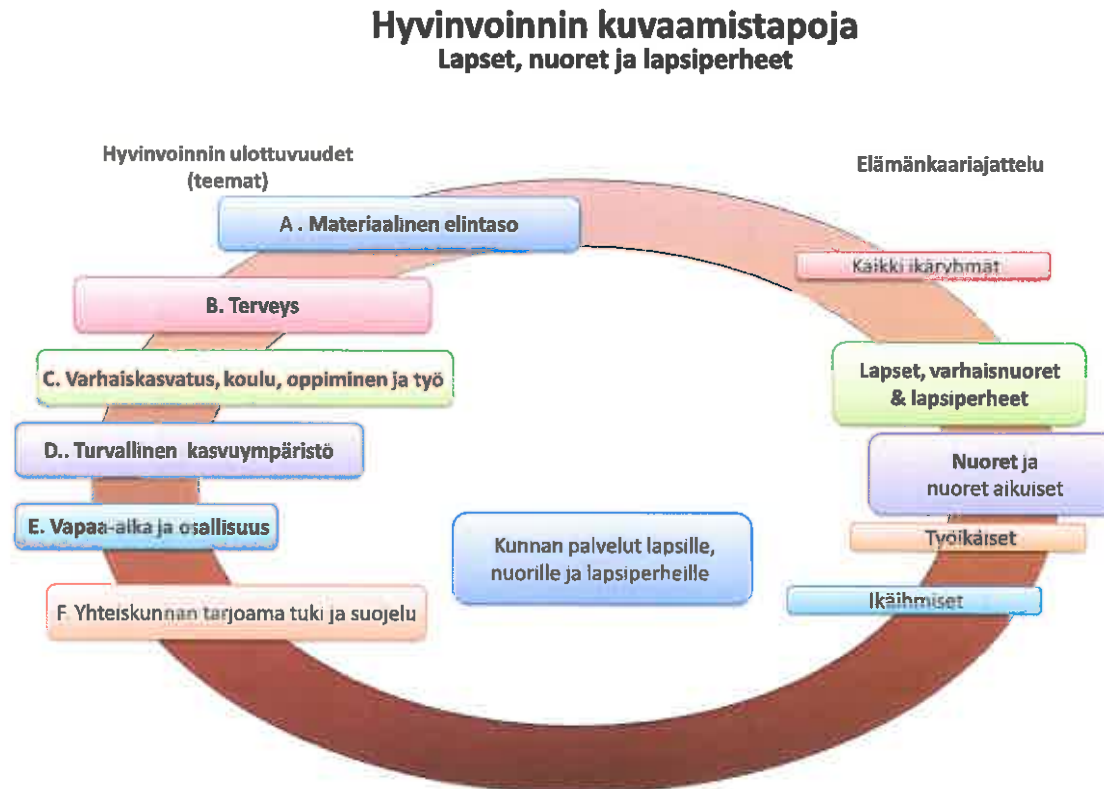 Hyvinvoinnin kuvaamistapoja
Lapset, nuoret ja lapsiperheet
Hyvinvoinnin ulottuvuudet
(teemat)
A . Materiaalinen elintaso
B. Terveys
C. Varhaiskasvatus, koulu, oppiminen ja työ
D.. Turvallinen kasvuympäristö
E. Vapaa-aika ja osallisuus
F. Yhteiskunnan tarjoama tuki ja suojelu
Kunnan palvelut lapsille,
nuorille ja lapsiperheille
Elämänkaariajattelu
Kaikki ikäryhmät
Lapset, varhaisnuoret
& lapsiperheet
Nuoret ja
nuoret aikuiset
Työikäiset
Ikäihmiset